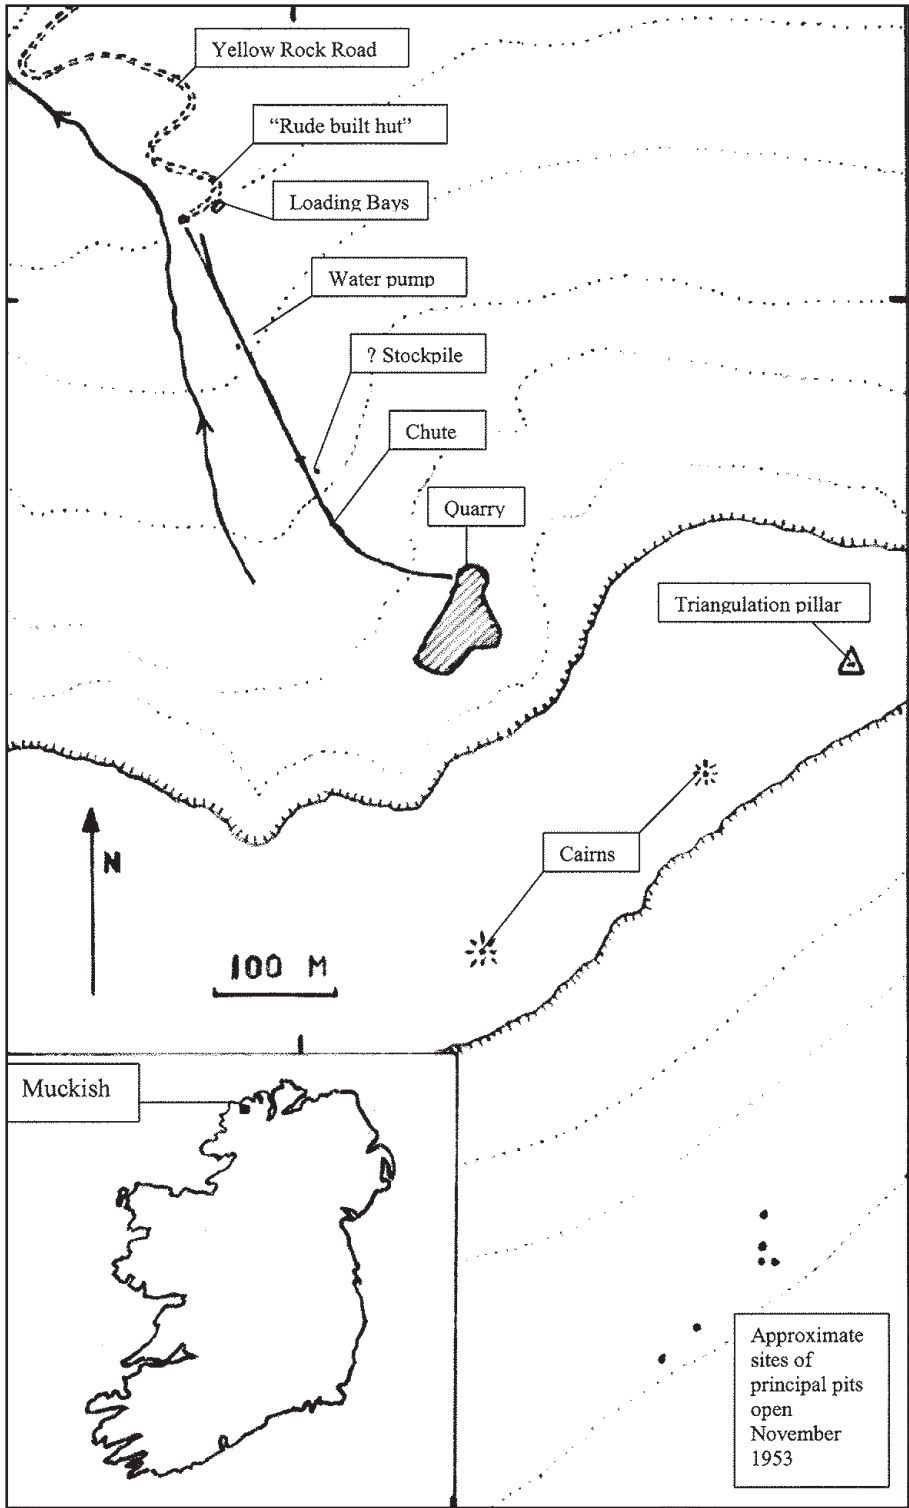 Yellow Rock Road
“Rude built hut”
Loading Bays
Water pump
? Stockpile
Chute
Quarry
Triangulation pillar
Cairns
N
100 M
Muckish
Approximate
sites of
principal pits
open
November
1953